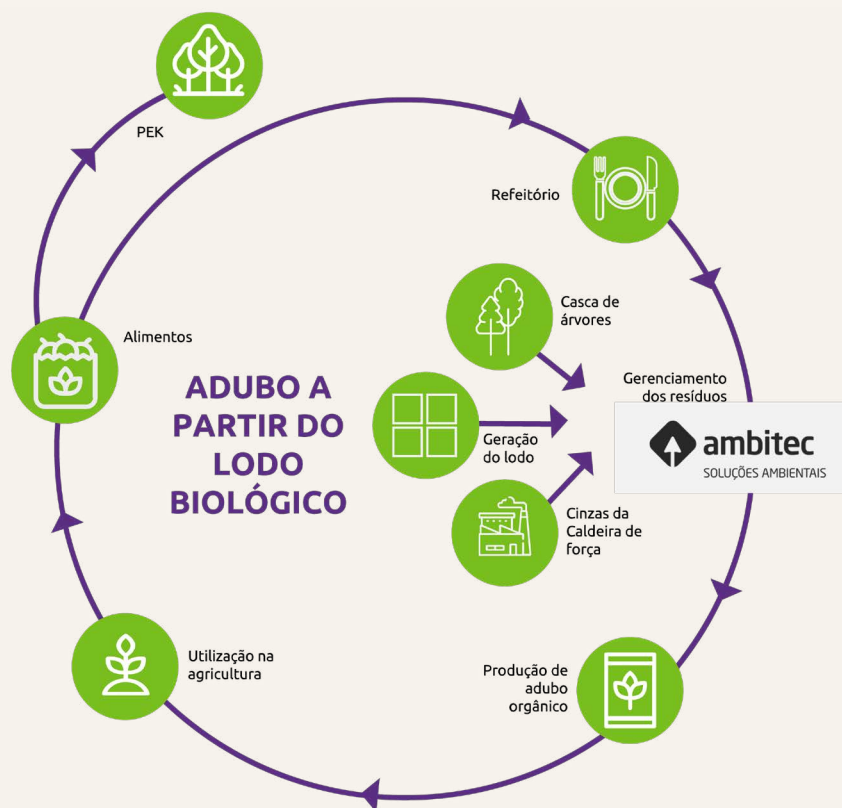 PEK
Refeitório
Casca de
árvores
Alimentos
Gerenciamento
dos resíduos
ADUBO A
PARTIR DO
LODO
BIOLÓGICO
Geração
do lodo
ambitec
SOLUÇÕES AMBIENTAIS
Cinzas da
Caldeira de
força
Utilização na
agricultura
Produção de
adubo
orgânico